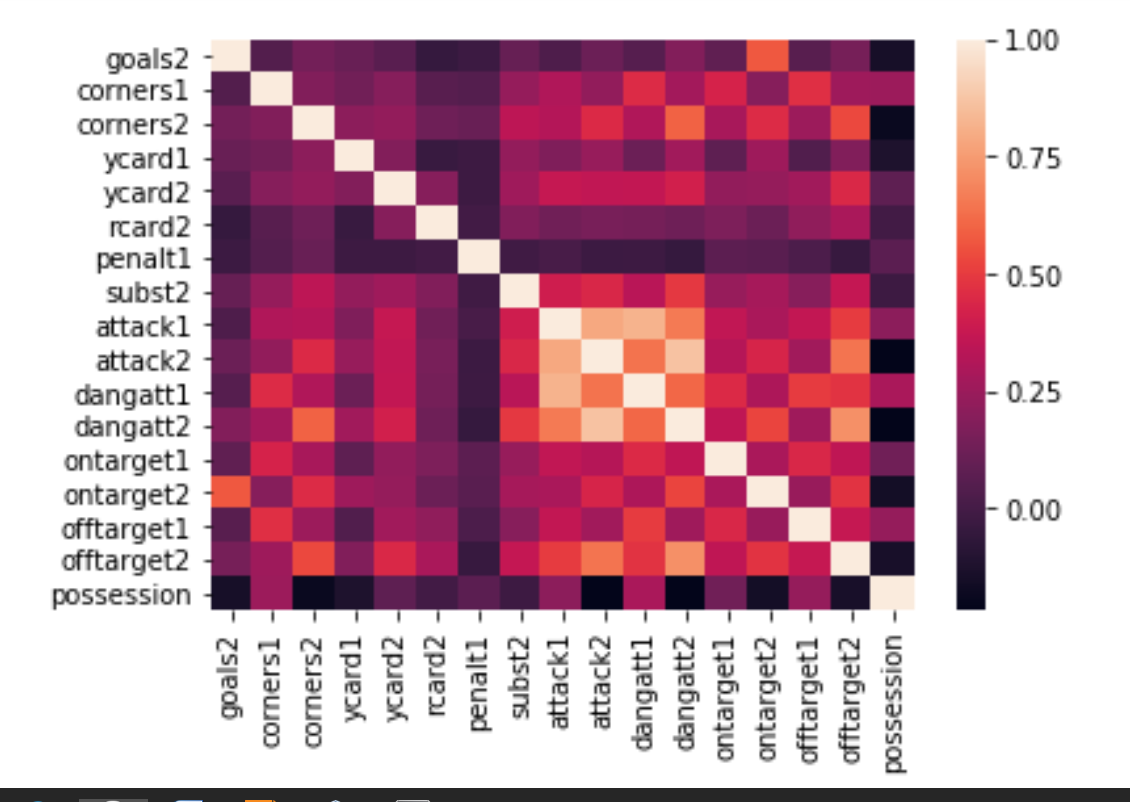 goals2
corners1
corners2
ycard1
ycard2
rcard2
penalt1
subst2
attack1
attack2
dangatt1
dangatt2
ontarget1
ontarget2
offtarget1
offtarget2
possession
1.00
0.75
0.50
0.25
0.00
goals2
corners1
corners2
ycard1
ycard2
rcard2
penalt1
subst2
attack1
attack2
dangatt1
dangatt2
ontarget1
ontarget2
offtarget1
offtarget2
possession